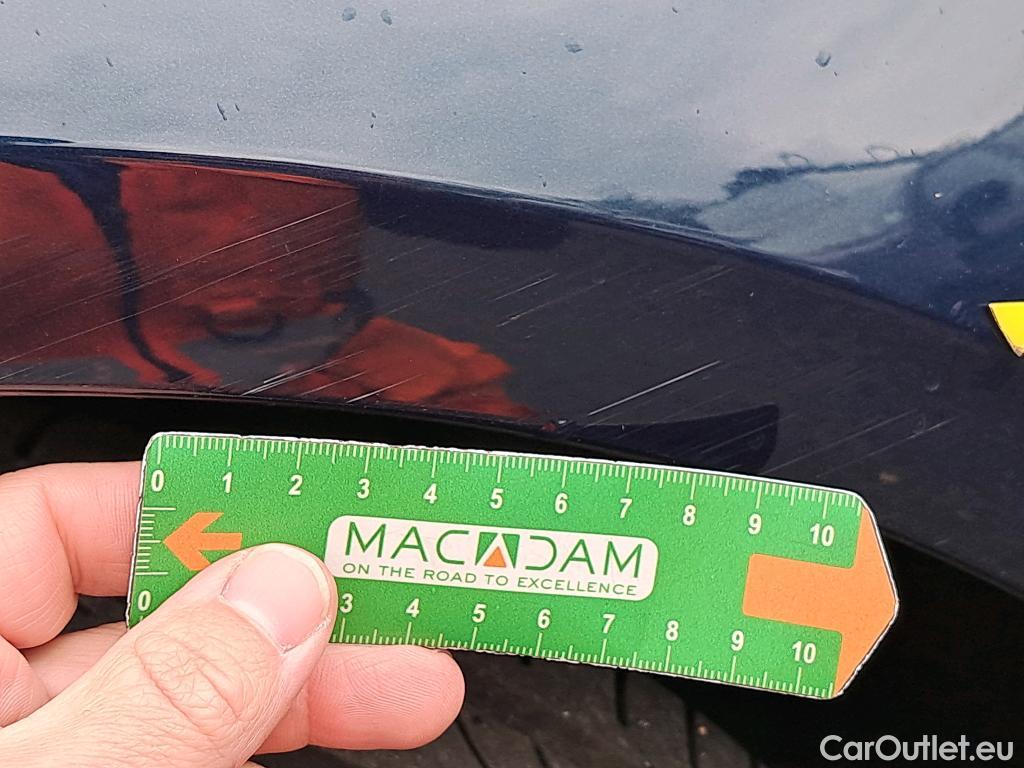 0 1 2 3 4 5 6 7 8 9 10
MACADAM
ON THE ROAD TO EXCELLENCE
0 3 4 5 6 7 8 9 10
CarOutlet.eu